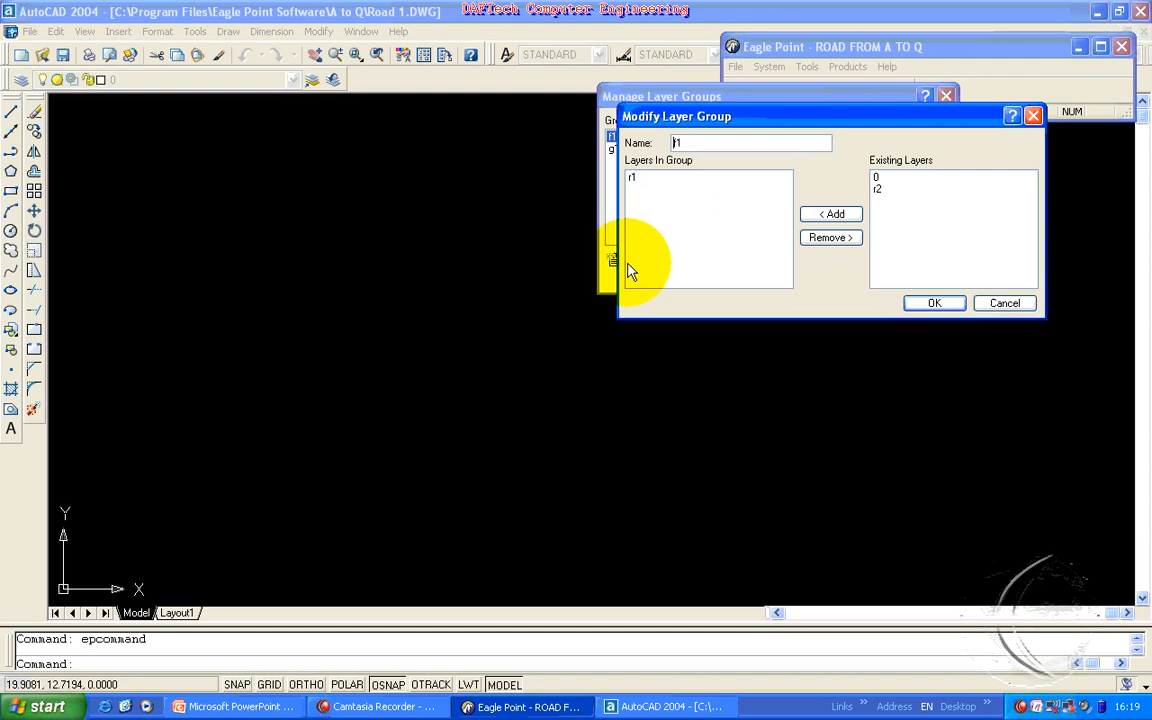 AutoCAD 2004 - [C:\Program Files\Eagle Point Software\A to Q\Road 1.DWG]
DAFTech Computer Engineering
File Edit View Insert Format Tools Draw Dimension Modify Window Help
STANDARD
STANDARD
0
Eagle Point - ROAD FROM A TO Q
File System Tools Products Help
NUM
Manage Layer Groups
Modify Layer Group
Name: f1
Layers In Group
r1
< Add
Remove >
Existing Layers
0
r2
OK
Cancel
Y
X
Model Layout1
Command: epcommand
Command:
19.9081, 12.7194, 0.0000
SNAP GRID ORTHO POLAR OSNAP OTRACK LWT MODEL
start
Microsoft PowerPoint ...
Camtasia Recorder - ...
Eagle Point - ROAD F...
AutoCAD 2004 - [C:\...
Links
Address
EN
Desktop
16:19